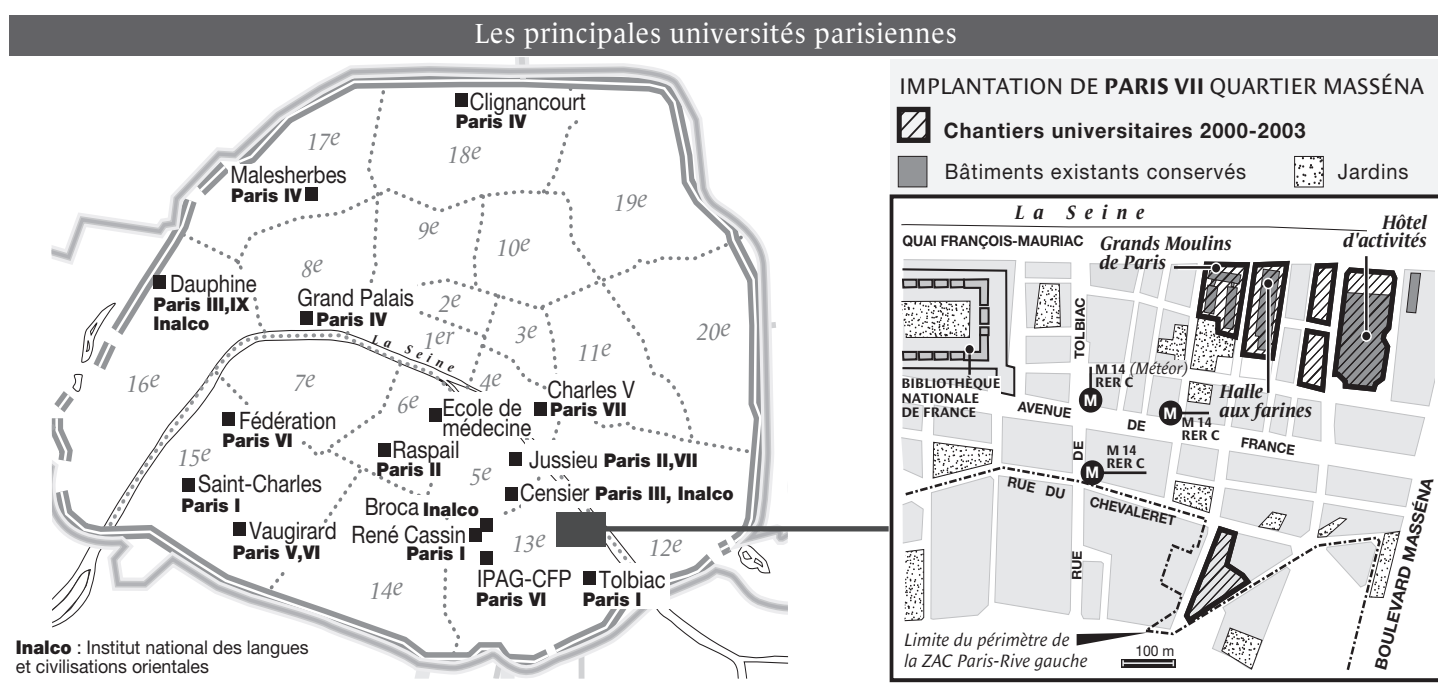 Les principales universités parisiennes
Clignancourt
Paris IV
17e
18e
Malesherbes
Paris IV
19e
9e
10e
8e
Dauphine
Paris III,IX
Inalco
Grand Palais
Paris IV
2e
1er
3e
20e
11e
La Seine
16e
7e
4e
6e
Charles V
Paris VII
Ecole de
médecine
Fédération
Paris VI
Raspail
Paris II
15e
5e
Jussieu Paris II,VII
Saint-Charles
Paris I
Censier Paris III, Inalco
Broca Inalco
Vaugirard
Paris V,VI
René Cassin
Paris I
13e
12e
IPAG-CFP
Paris VI
Tolbiac
Paris I
14e
Inalco : Institut national des langues
et civilisations orientales
IMPLANTATION DE PARIS VII QUARTIER MASSÉNA
Chantiers universitaires 2000-2003
Bâtiments existants conservés
Jardins
La Seine
QUAI FRANÇOIS-MAURIAC
Grands Moulins
de Paris
Hôtel
d'activités
TOLBIAC
M 14 (Météor)
RER C
BIBLIOTHÈQUE
NATIONALE
DE FRANCE
M
M
M 14
RER C
Halle
aux farines
AVENUE
DE
FRANCE
DE
M 14
RER C
M
RUE DU
CHEVALERET
RUE
BOULEVARD MASSÉNA
Limite du périmètre de
la ZAC Paris-Rive gauche
100 m